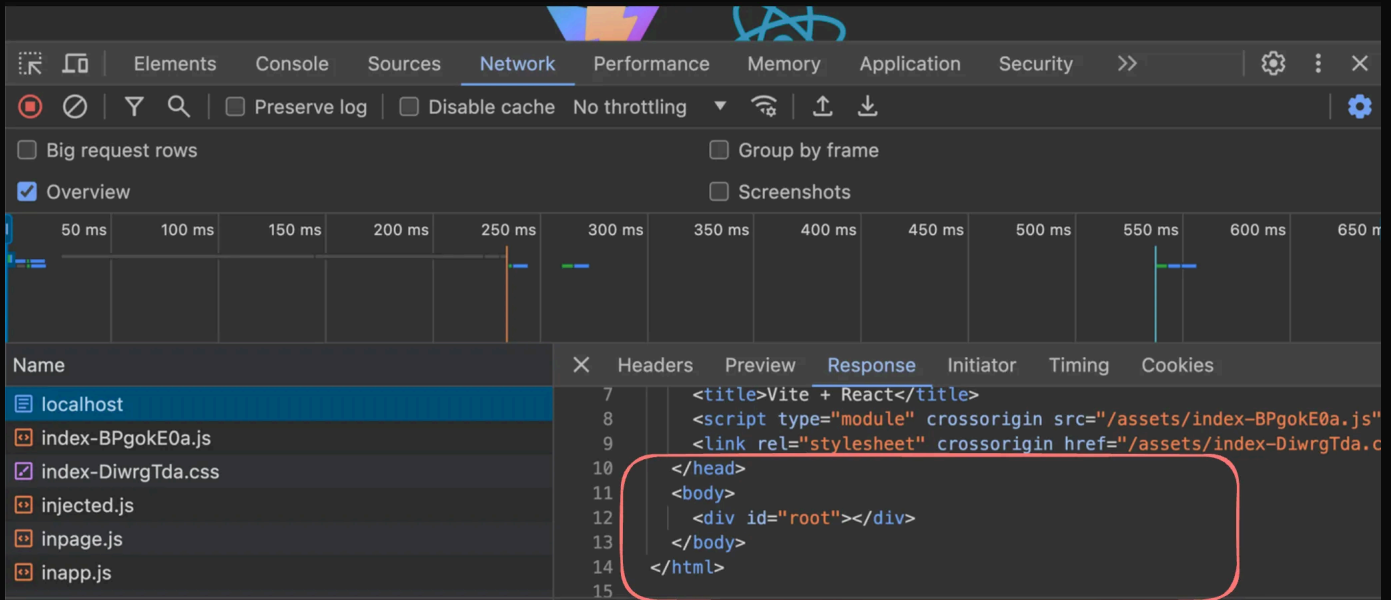 Elements Console Sources Network Performance Memory Application Security
Preserve log Disable cache No throttling
Big request rows Group by frame
Overview Screenshots
50 ms 100 ms 150 ms 200 ms 250 ms 300 ms 350 ms 400 ms 450 ms 500 ms 550 ms 600 ms 650 m
Name
Headers Preview Response Initiator Timing Cookies
localhost
index-BPgokE0a.js
index-DiwrgTda.css
injected.js
inpage.js
inapp.js
7 <title>Vite + React</title>
8 <script type="module" crossorigin src="/assets/index-BPgokE0a.js"
9 <link rel="stylesheet" crossorigin href="/assets/index-DiwrgTda.c
10 </head>
11 <body>
12 <div id="root"></div>
13 </body>
14 </html>
15